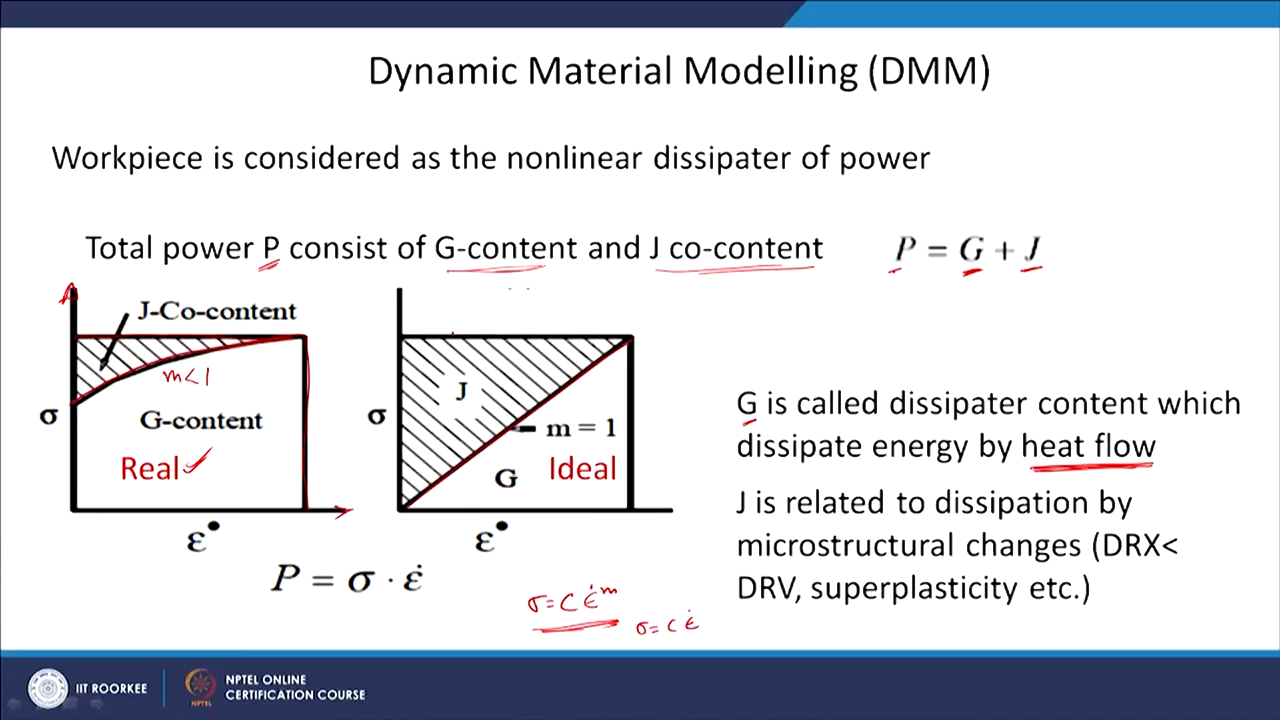 Dynamic Material Modelling (DMM)
Workpiece is considered as the nonlinear dissipater of power
Total power P consist of G-content and J co-content
P = G + J
J-Co-content
m<1
σ
G-content
Real
ε•
σ
J
m = 1
G
Ideal
ε•
P = σ · ε̇
σ = C ε̇^m
σ = C ε̇
G is called dissipater content which
dissipate energy by heat flow
J is related to dissipation by
microstructural changes (DRX<
DRV, superplasticity etc.)
IIT ROORKEE
NPTEL
NPTEL ONLINE
CERTIFICATION COURSE